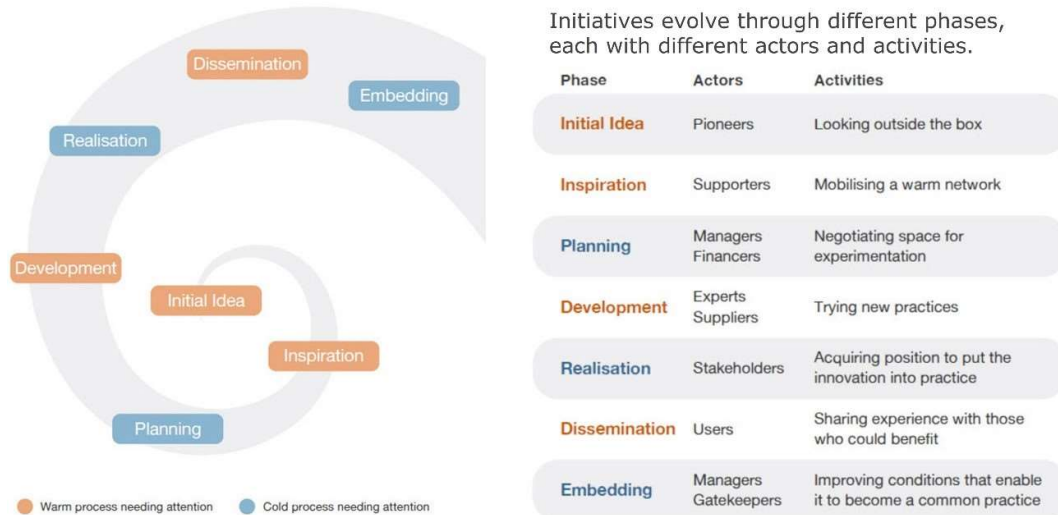 Dissemination
Embedding
Realisation
Development
Initial Idea
Inspiration
Planning
Warm process needing attention
Cold process needing attention
Initiatives evolve through different phases,
each with different actors and activities.
Phase Actors Activities
Initial Idea Pioneers Looking outside the box
Inspiration Supporters Mobilising a warm network
Planning Managers Financers Negotiating space for experimentation
Development Experts Suppliers Trying new practices
Realisation Stakeholders Acquiring position to put the innovation into practice
Dissemination Users Sharing experience with those who could benefit
Embedding Managers Gatekeepers Improving conditions that enable it to become a common practice